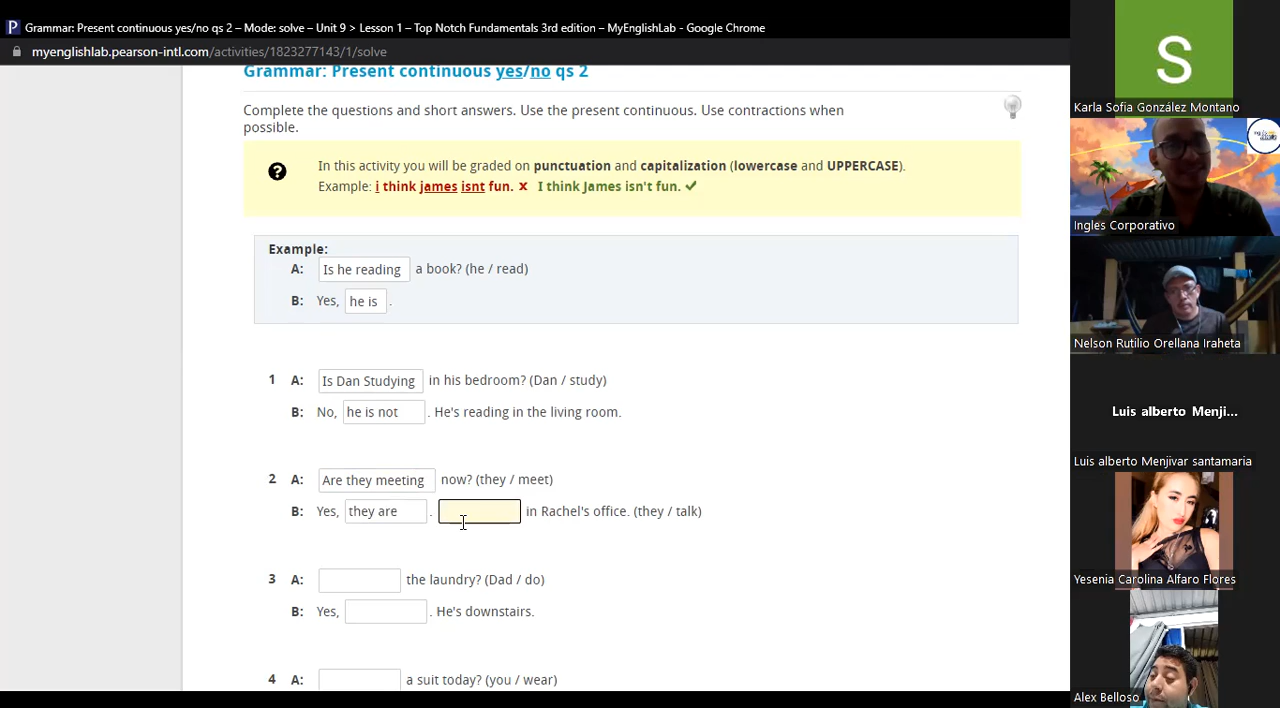 Grammar: Present continuous yes/no qs 2 – Mode: solve – Unit 9 > Lesson 1 – Top Notch Fundamentals 3rd edition – MyEnglishLab - Google Chrome
myenglishlab.pearson-intl.com/activities/1823277143/1/solve
Grammar: Present continuous yes/no qs 2
Complete the questions and short answers. Use the present continuous. Use contractions when
possible.
In this activity you will be graded on punctuation and capitalization (lowercase and UPPERCASE).
Example: i think james isnt fun. ✗ I think James isn't fun. ✓
Example:
A: Is he reading a book? (he / read)
B: Yes, he is .
1 A: Is Dan Studying in his bedroom? (Dan / study)
B: No, he is not . He's reading in the living room.
2 A: Are they meeting now? (they / meet)
B: Yes, they are . in Rachel's office. (they / talk)
3 A: the laundry? (Dad / do)
B: Yes, . He's downstairs.
4 A: a suit today? (you / wear)
S
Karla Sofia González Montano
Ingles Corporativo
Nelson Rutilio Orellana Iraheta
Luis alberto Menji...
Luis alberto Menjivar santamaria
Yesenia Carolina Alfaro Flores
Alex Belloso